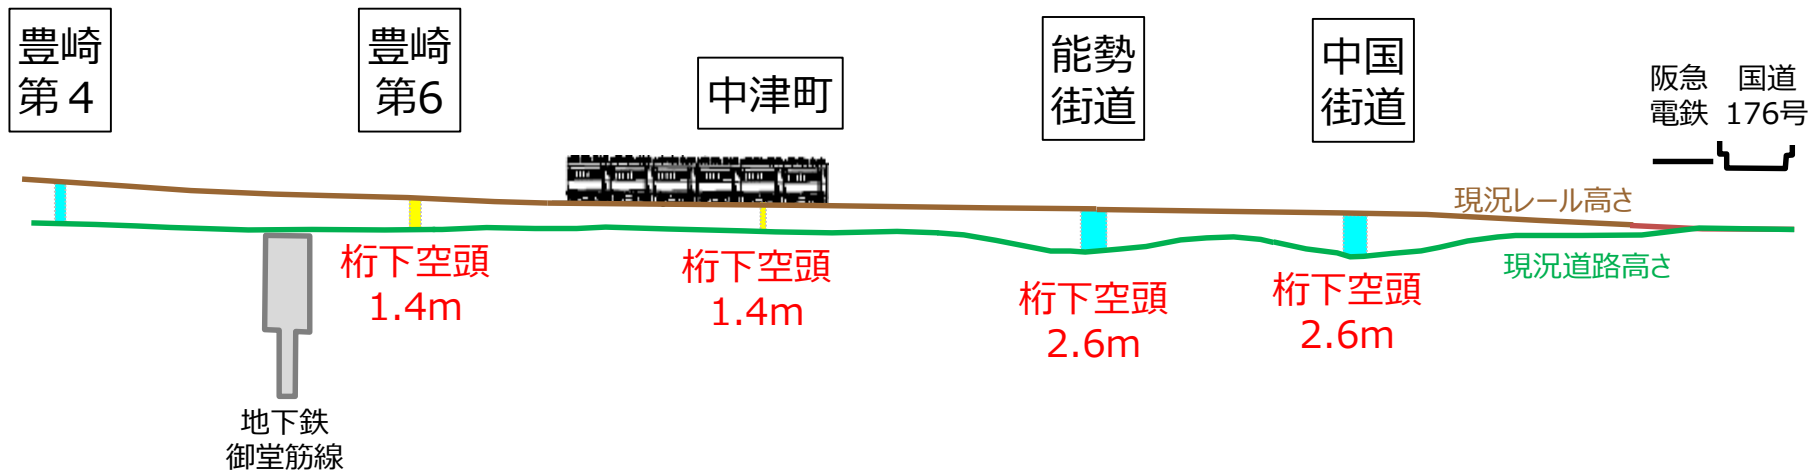 豊崎
第４
豊崎
第6
中津町
能勢
街道
中国
街道
阪急
電鉄
国道
176号
現況レール高さ
現況道路高さ
桁下空頭
1.4m
桁下空頭
1.4m
桁下空頭
2.6m
桁下空頭
2.6m
地下鉄
御堂筋線